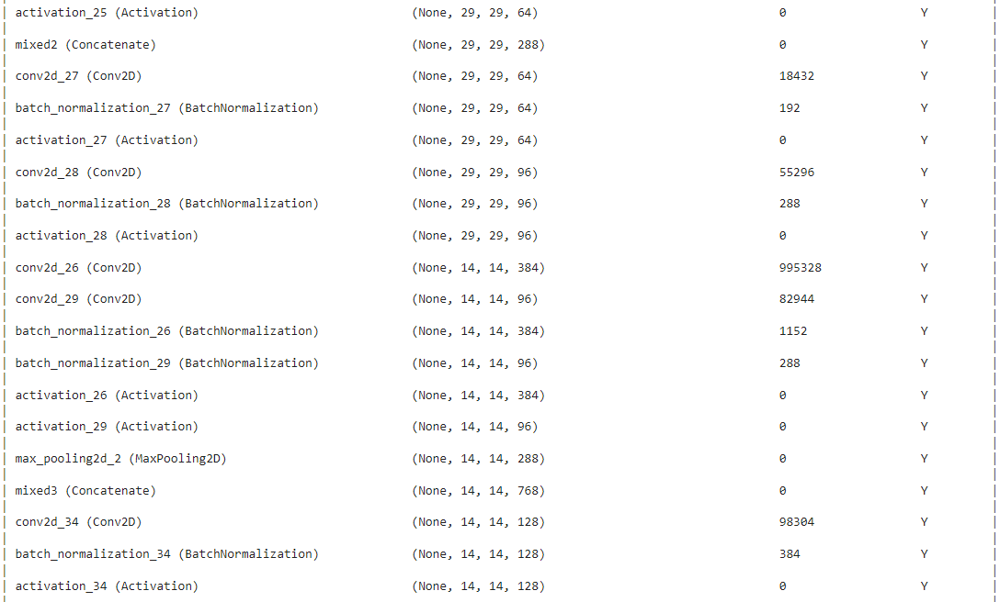 activation_25 (Activation) (None, 29, 29, 64) 0 Y
mixed2 (Concatenate) (None, 29, 29, 288) 0 Y
conv2d_27 (Conv2D) (None, 29, 29, 64) 18432 Y
batch_normalization_27 (BatchNormalization) (None, 29, 29, 64) 192 Y
activation_27 (Activation) (None, 29, 29, 64) 0 Y
conv2d_28 (Conv2D) (None, 29, 29, 96) 55296 Y
batch_normalization_28 (BatchNormalization) (None, 29, 29, 96) 288 Y
activation_28 (Activation) (None, 29, 29, 96) 0 Y
conv2d_26 (Conv2D) (None, 14, 14, 384) 995328 Y
conv2d_29 (Conv2D) (None, 14, 14, 96) 82944 Y
batch_normalization_26 (BatchNormalization) (None, 14, 14, 384) 1152 Y
batch_normalization_29 (BatchNormalization) (None, 14, 14, 96) 288 Y
activation_26 (Activation) (None, 14, 14, 384) 0 Y
activation_29 (Activation) (None, 14, 14, 96) 0 Y
max_pooling2d_2 (MaxPooling2D) (None, 14, 14, 288) 0 Y
mixed3 (Concatenate) (None, 14, 14, 768) 0 Y
conv2d_34 (Conv2D) (None, 14, 14, 128) 98304 Y
batch_normalization_34 (BatchNormalization) (None, 14, 14, 128) 384 Y
activation_34 (Activation) (None, 14, 14, 128) 0 Y